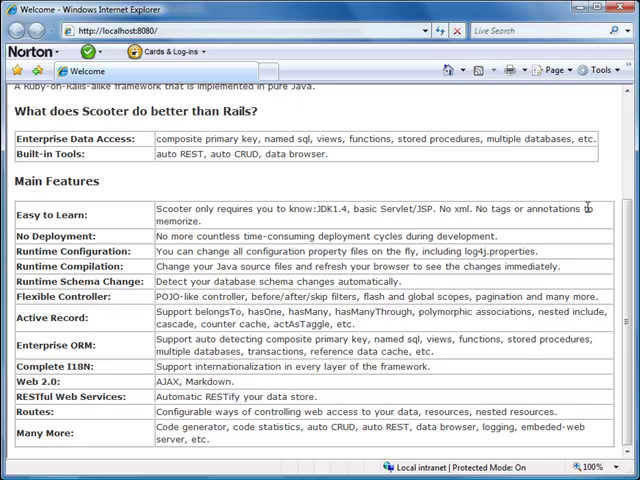 Welcome - Windows Internet Explorer
http://localhost:8080/
Live Search
Norton
Cards & Log-ins
Welcome
Page
Tools
A Ruby-on-Rails-alike framework that is implemented in pure Java.
What does Scooter do better than Rails?
Enterprise Data Access: composite primary key, named sql, views, functions, stored procedures, multiple databases, etc.
Built-in Tools: auto REST, auto CRUD, data browser.
Main Features
Easy to Learn: Scooter only requires you to know:JDK1.4, basic Servlet/JSP. No xml. No tags or annotations to
memorize.
No Deployment: No more countless time-consuming deployment cycles during development.
Runtime Configuration: You can change all configuration property files on the fly, including log4j.properties.
Runtime Compilation: Change your Java source files and refresh your browser to see the changes immediately.
Runtime Schema Change: Detect your database schema changes automatically.
Flexible Controller: POJO-like controller, before/after/skip filters, flash and global scopes, pagination and many more.
Active Record: Support belongsTo, hasOne, hasMany, hasManyThrough, polymorphic associations, nested include,
cascade, counter cache, actAsTaggle, etc.
Enterprise ORM: Support auto detecting composite primary key, named sql, views, functions, stored procedures,
multiple databases, transactions, reference data cache, etc.
Complete I18N: Support internationalization in every layer of the framework.
Web 2.0: AJAX, Markdown.
RESTful Web Services: Automatic RESTify your data store.
Routes: Configurable ways of controlling web access to your data, resources, nested resources.
Many More: Code generator, code statistics, auto CRUD, auto REST, data browser, logging, embeded-web
server, etc.
Local intranet | Protected Mode: On
100%